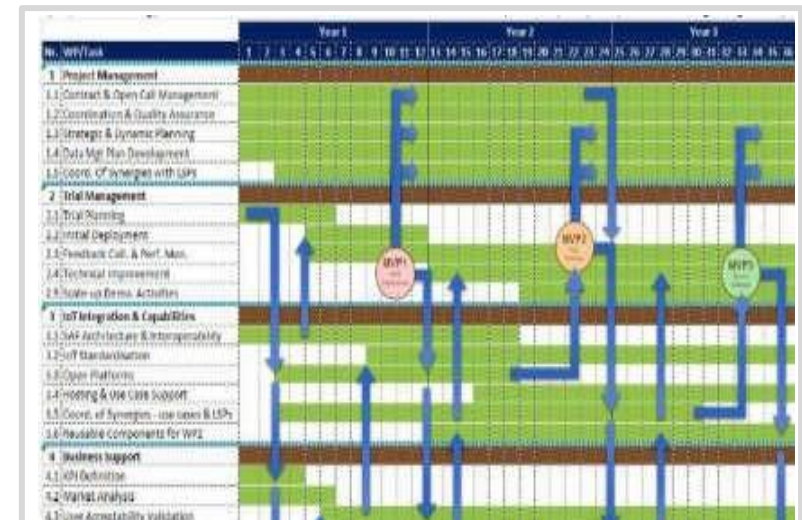 Year 1 Year 2 Year 3
Nr. WP/Task 1 2 3 4 5 6 7 8 9 10 11 12 13 14 15 16 17 18 19 20 21 22 23 24 25 26 27 28 29 30 31 32 33 34 35 36
1 Project Management
1.1 Contract & Open Call Management
1.2 Coordination & Quality Assurance
1.3 Strategic & Dynamic Planning
1.4 Data Mgt Plan Development
1.5 Coord. Of Synergies with LSPs
2 Trial Management
2.1 Trial Planning
2.2 Initial Deployment
2.3 Feedback Coll. & Perf. Mon.
2.4 Technical Improvement
2.5 Scale-up Demo. Activities
MVP1
MVP2
MVP3
3 IoT Integration & Capabilities
3.1 SAF Architecture & Interoperability
3.2 IoT Standardisation
3.3 Open Platforms
3.4 Hosting & Use Case Support
3.5 Coord. of Synergies - use cases & LSPs
3.6 Reusable Components for WP2
4 Business Support
4.1 KPI Definition
4.2 Market Analysis
4.3 User Acceptability Validation